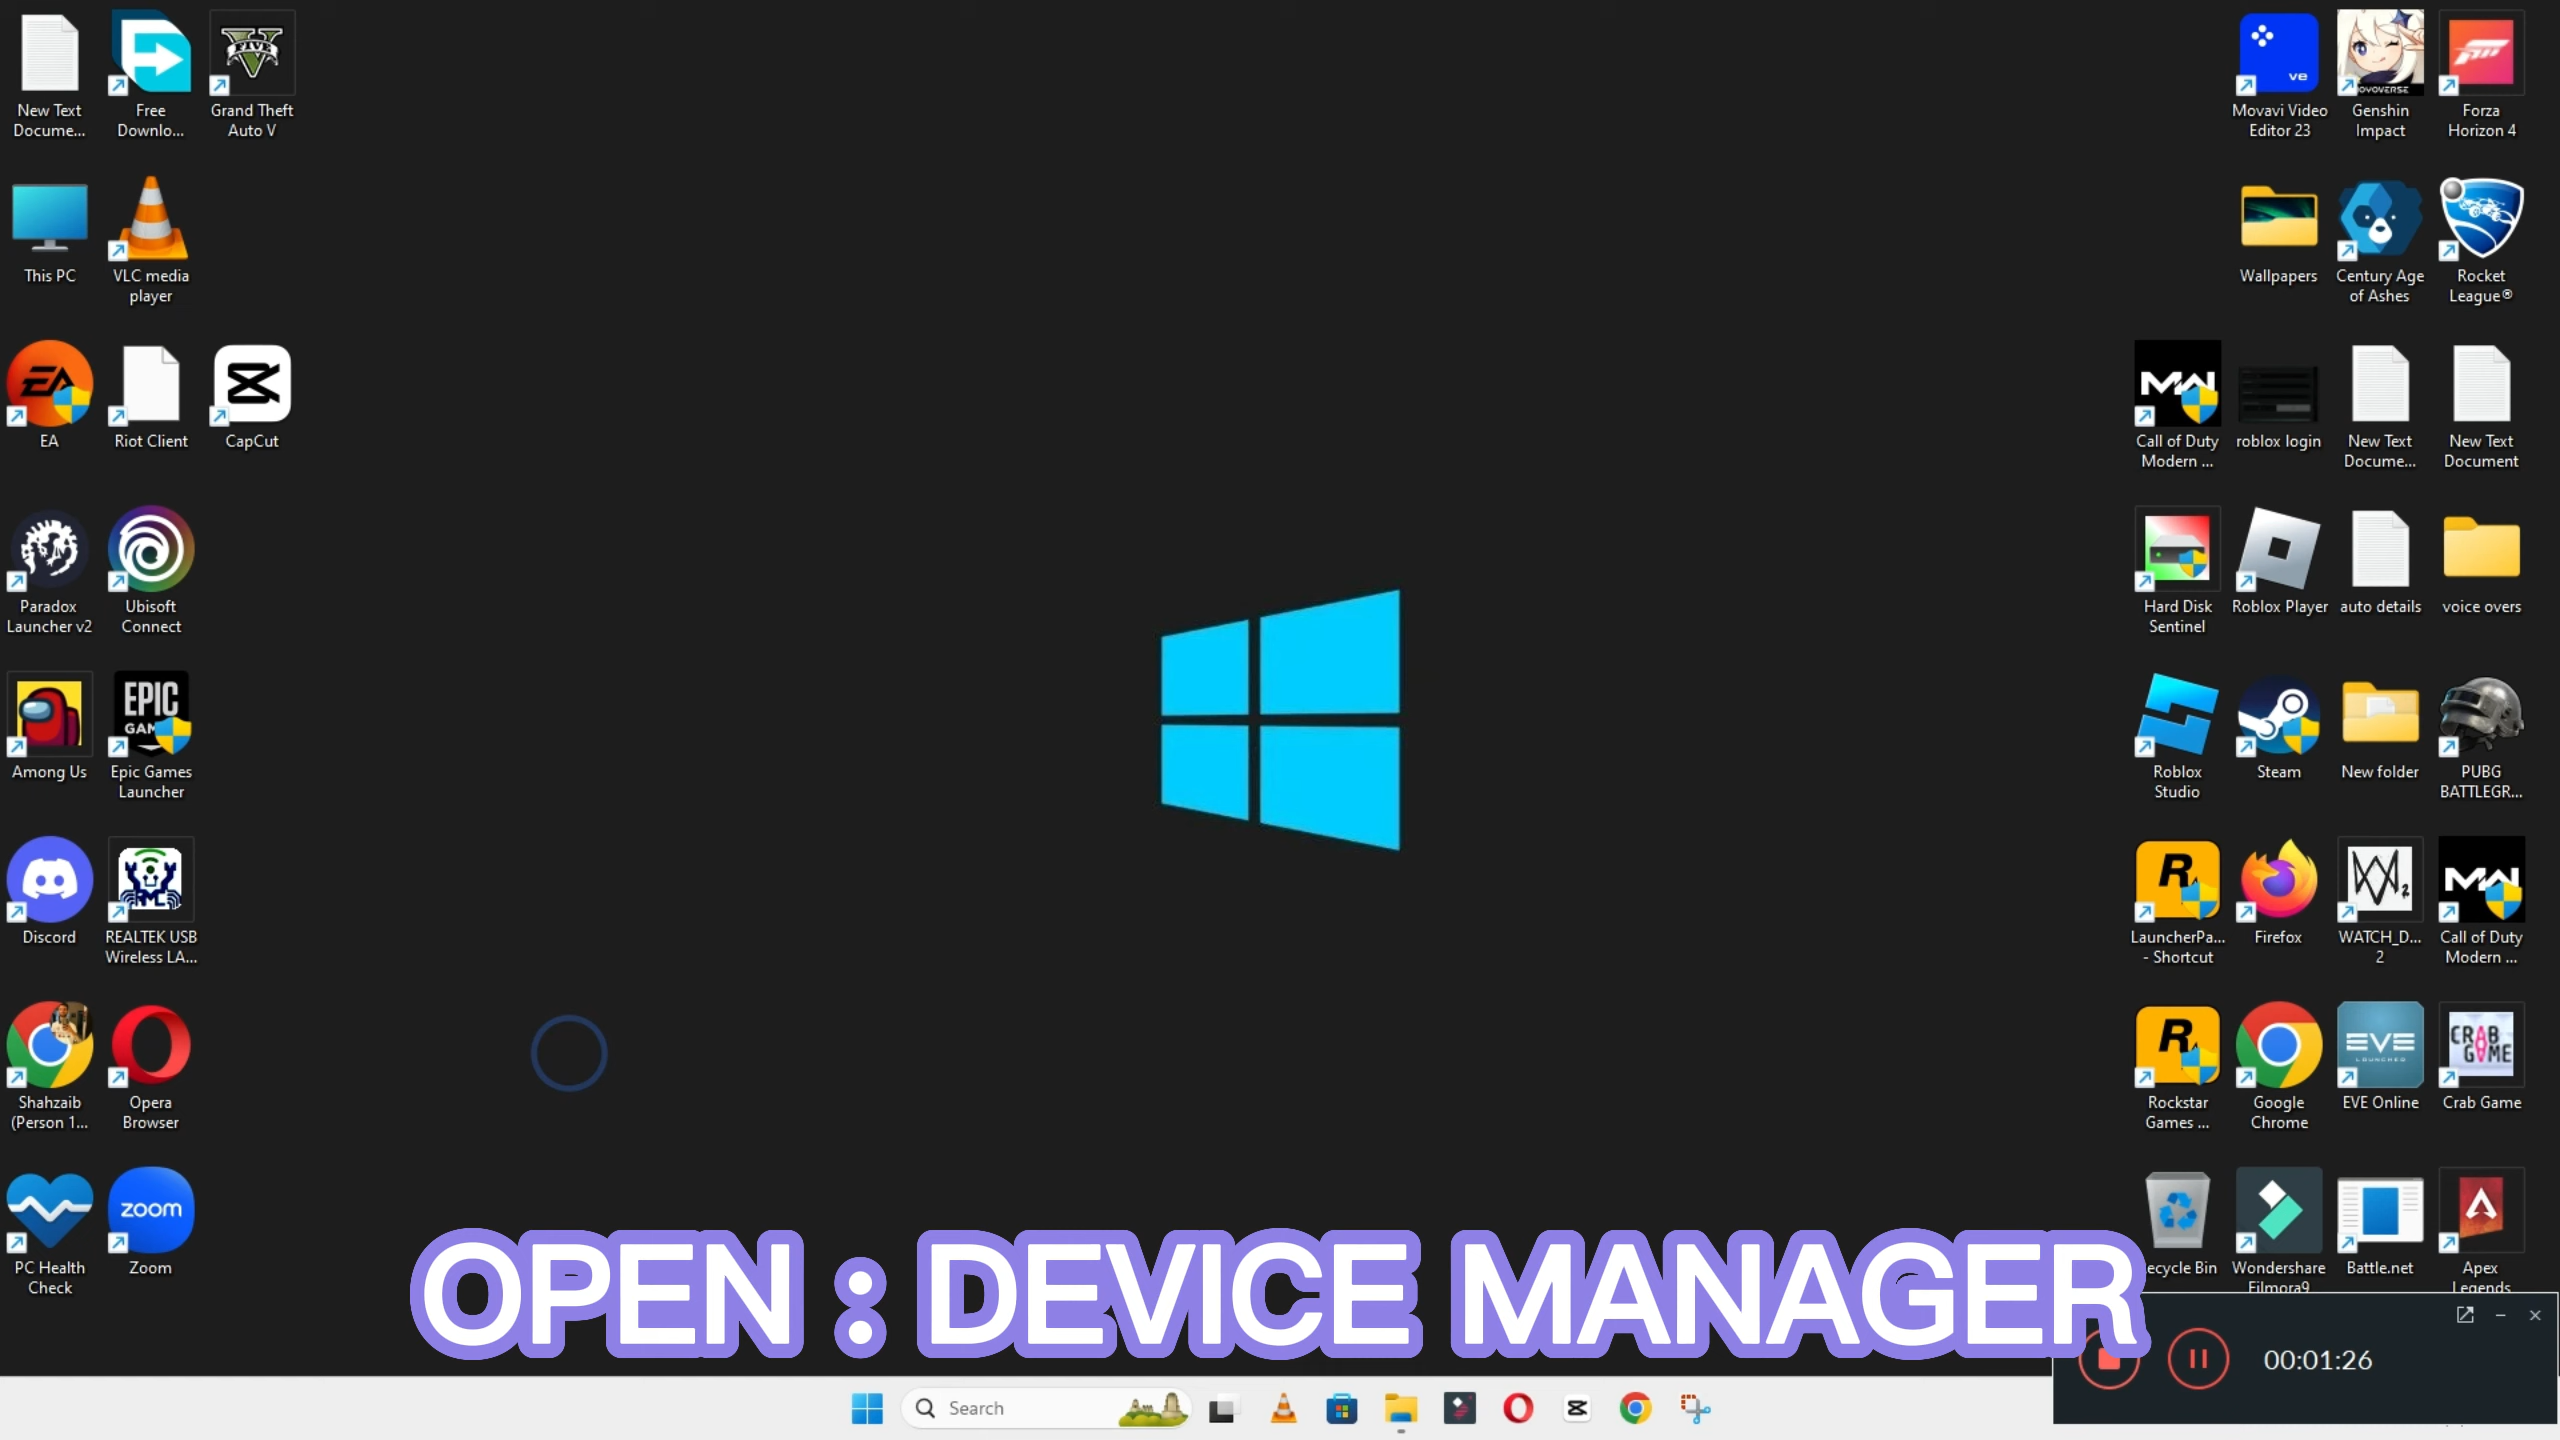 New Text
Docume...
Free
Downlo...
Grand Theft
Auto V
This PC
VLC media
player
EA
Riot Client
CapCut
Paradox
Launcher v2
Ubisoft
Connect
Among Us
EPIC
Epic Games
Launcher
Discord
REALTEK USB
Wireless LA...
Shahzaib
(Person 1...
Opera
Browser
PC Health
Check
zoom
Zoom
ve
Movavi Video
Editor 23
Genshin
Impact
Forza
Horizon 4
Wallpapers
Century Age
of Ashes
Rocket
League®
Call of Duty
Modern ...
roblox login
New Text
Docume...
New Text
Document
Hard Disk
Sentinel
Roblox Player
auto details
voice overs
Roblox
Studio
Steam
New folder
PUBG
BATTLEGR...
LauncherPa...
- Shortcut
Firefox
WATCH_D...
2
Call of Duty
Modern ...
Rockstar
Games ...
Google
Chrome
EVE
EVE Online
CRAB
GAME
Crab Game
ecycle Bin
Wondershare
Filmora9
Battle.net
Apex
Legends
OPEN : DEVICE MANAGER
00:01:26
Search